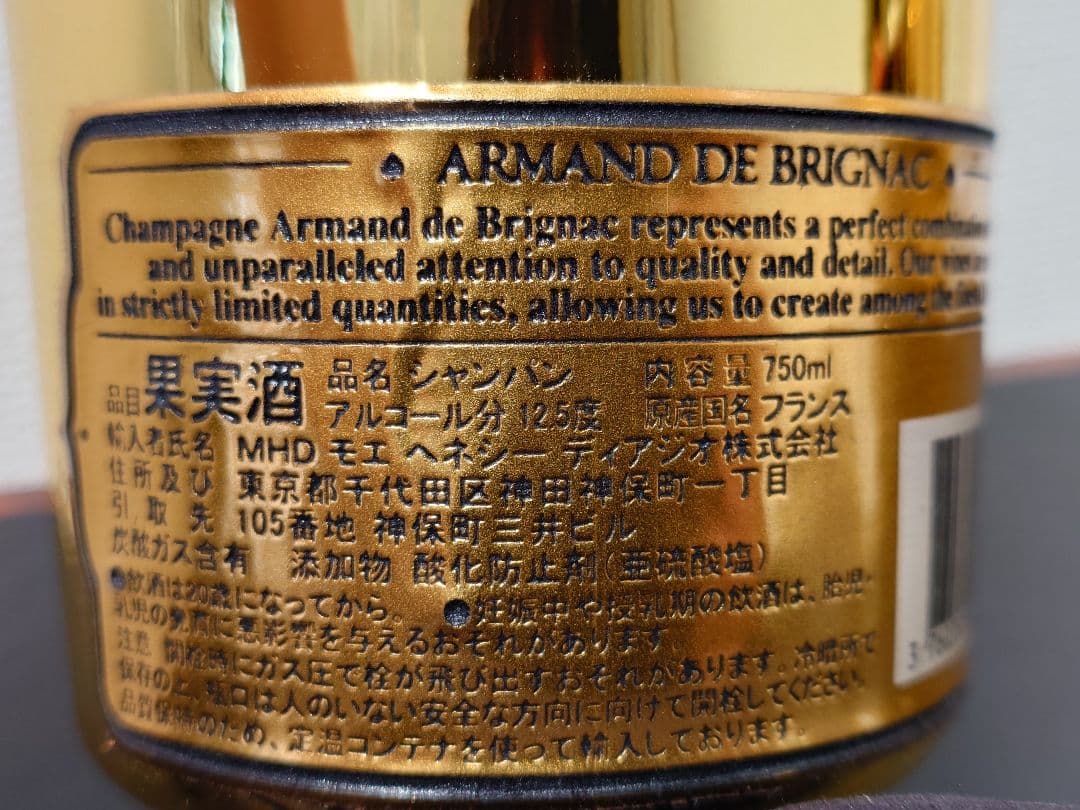 ♠ ARMAND DE BRIGNAC ♠
Champagne Armand de Brignac represents a perfect
and unparalleled attention to quality and detail. Our wines
in strictly limited quantities, allowing us to create among the
品目 果実酒 品名 シャンパン 内容量 750ml
アルコール分 12.5度 原産国名 フランス
輸入者氏名 MHD モエ ヘネシー ディアジオ株式会社
住所及び 東京都千代田区神田神保町一丁目
引取先 105番地 神保町三井ビル
炭酸ガス含有 添加物 酸化防止剤(亜硫酸塩)
●飲酒は20歳になってから。 ●妊娠中や授乳期の飲酒は、胎児・
乳児の発育に悪影響を与えるおそれがあります。
注意 開栓時にガス圧で栓が飛び出すおそれがあります。冷暗所で
保存の上、瓶口は人のいない安全な方向に向けて開栓してください。
品質保持のため、定温コンテナを使って輸入しております。